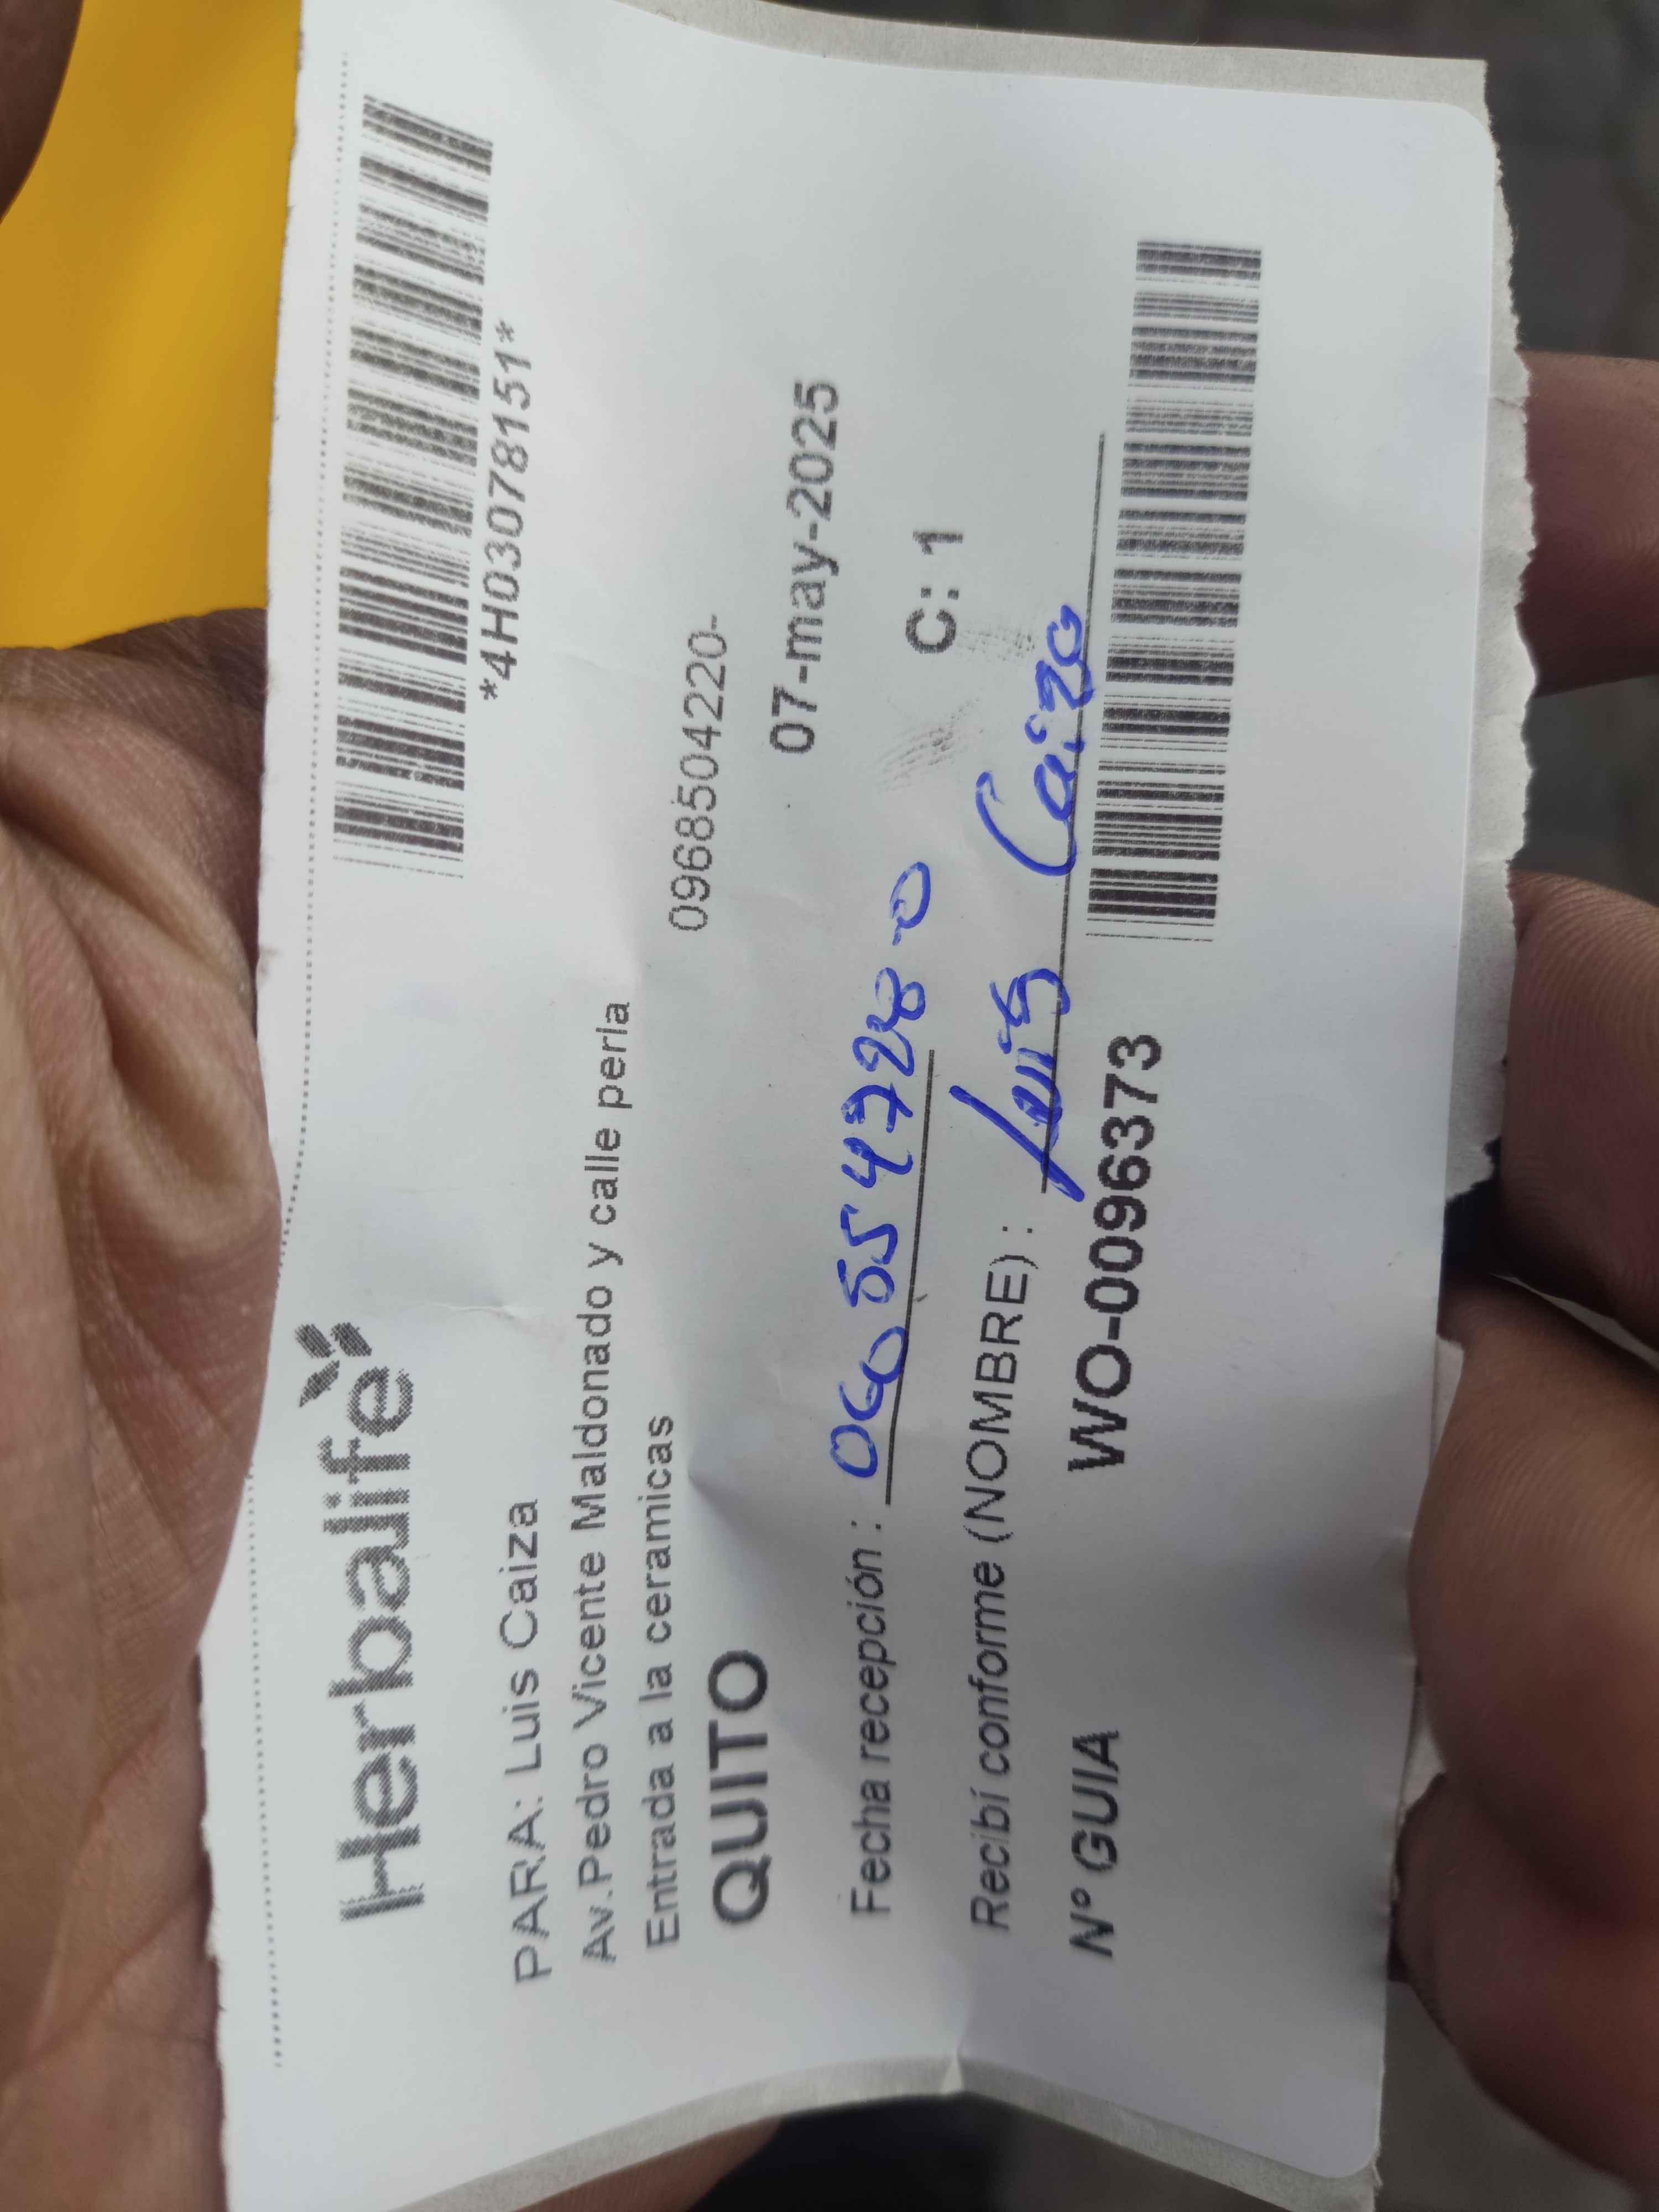 Herbalife
*4H03078151*
PARA: Luis Caiza
Av.Pedro Vicente Maldonado y calle perla
Entrada a la ceramicas
0968504220-
QUITO
07-may-2025
Fecha recepción :
C: 1
Recibí conforme (NOMBRE) : Luis Caiza
N° GUIA WO-0096373